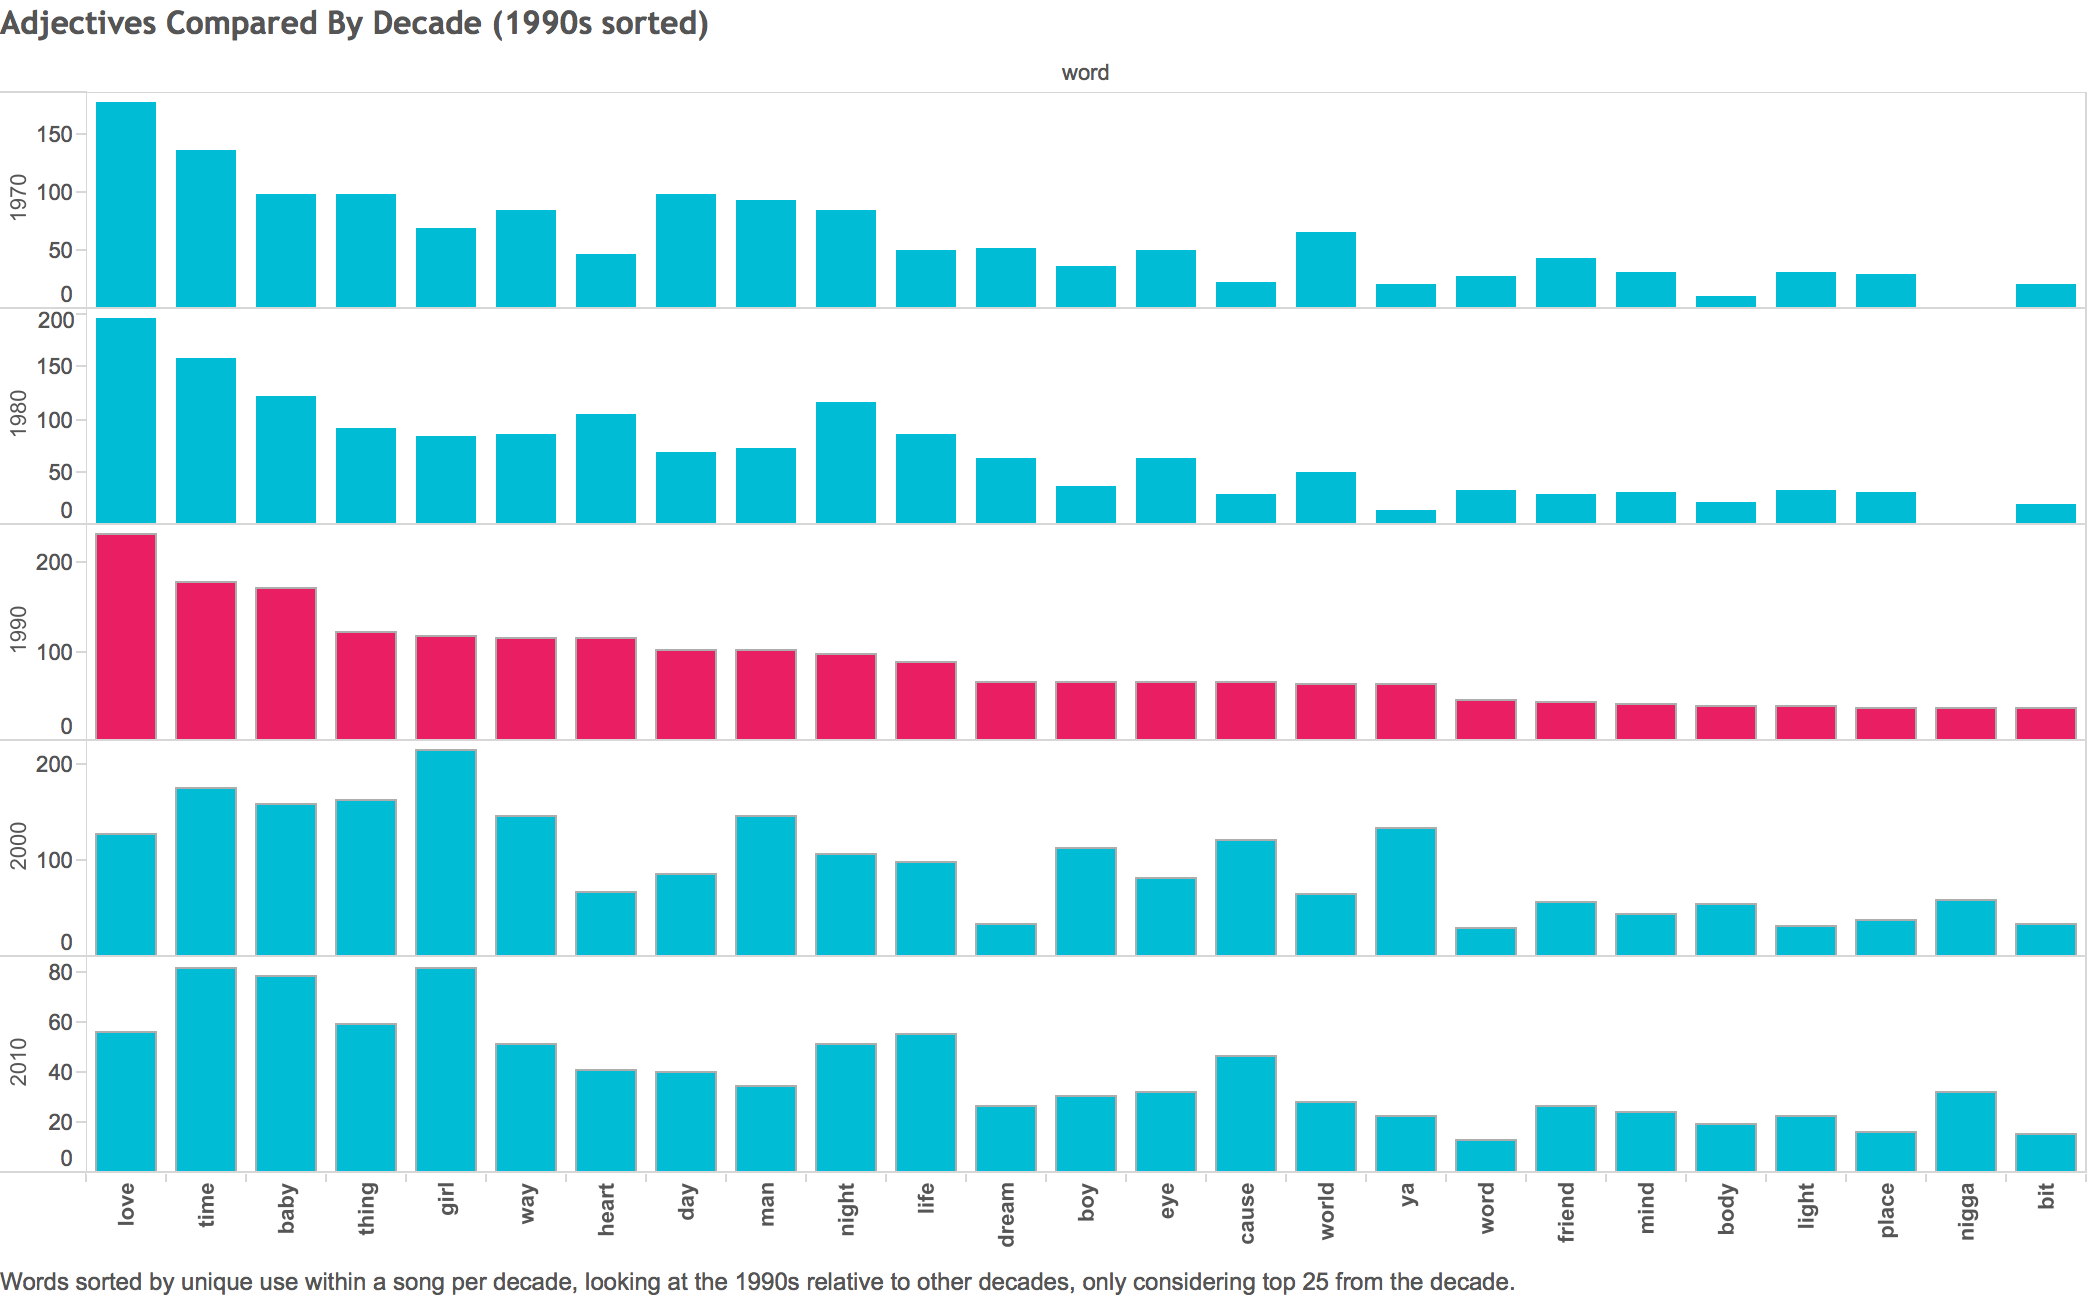 Adjectives Compared By Decade (1990s sorted)
word
1970
150
100
50
0
1980
200
150
100
50
0
1990
200
100
0
2000
200
100
0
2010
80
60
40
20
0
love
time
baby
thing
girl
way
heart
day
man
night
life
dream
boy
eye
cause
world
ya
word
friend
mind
body
light
place
nigga
bit
Words sorted by unique use within a song per decade, looking at the 1990s relative to other decades, only considering top 25 from the decade.